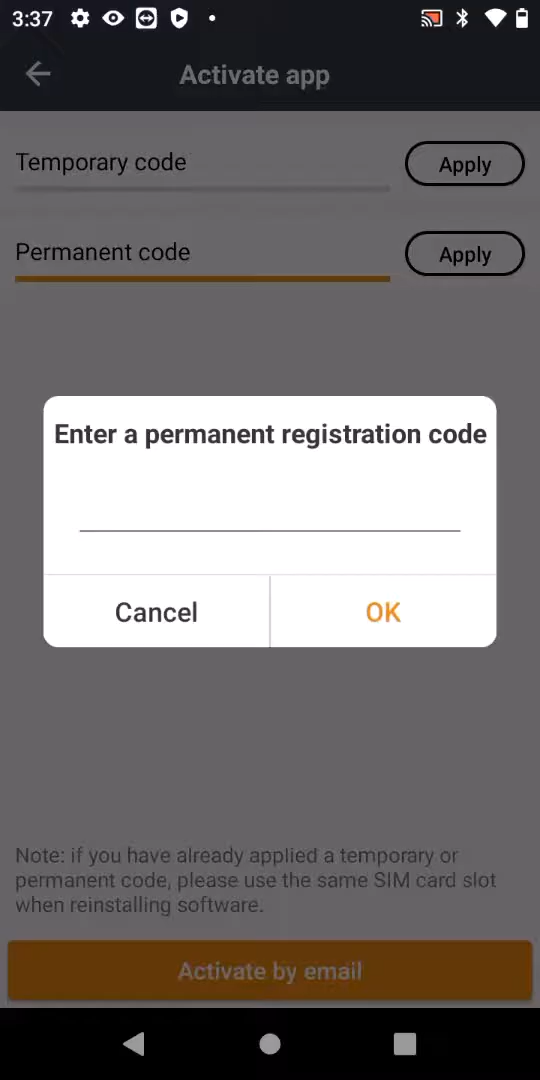 3:37
Activate app
Temporary code
Apply
Permanent code
Apply
Enter a permanent registration code
Cancel
OK
Note: if you have already applied a temporary or
permanent code, please use the same SIM card slot
when reinstalling software.
Activate by email